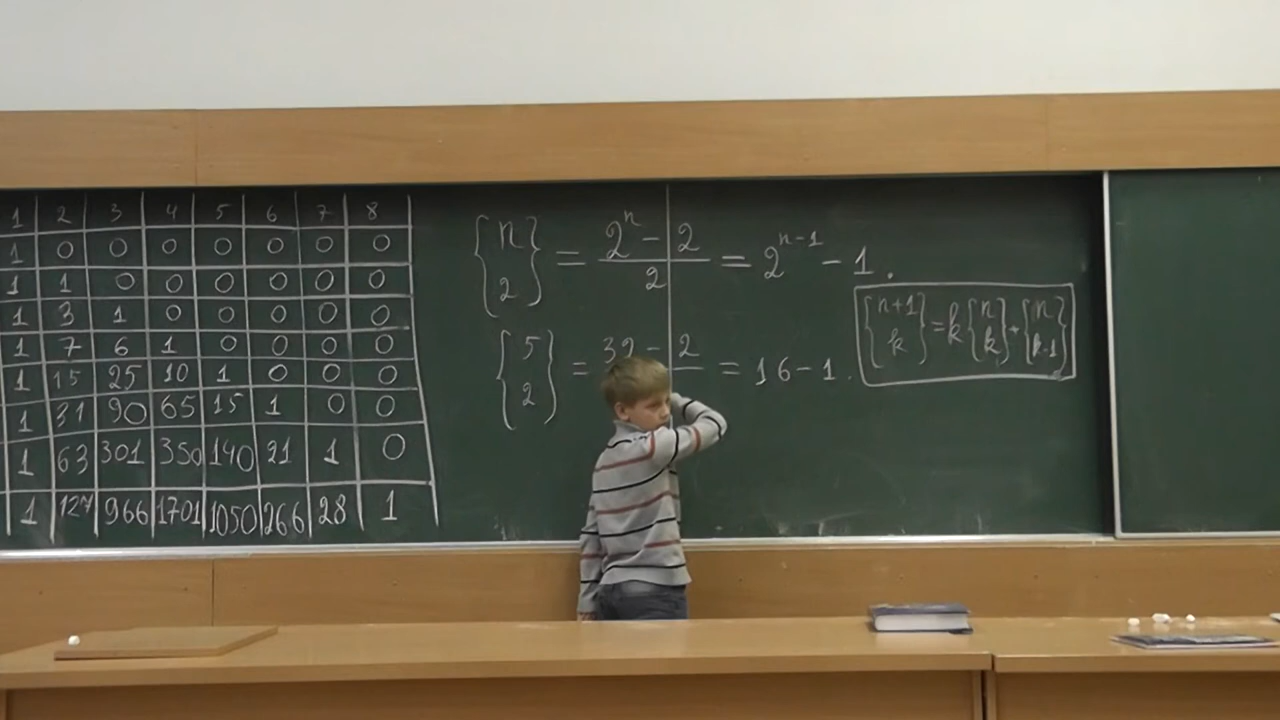 1 2 3 4 5 6 7 8
1 0 0 0 0 0 0 0
1 1 0 0 0 0 0 0
1 3 1 0 0 0 0 0
1 7 6 1 0 0 0 0
1 15 25 10 1 0 0 0
1 31 90 65 15 1 0 0
1 63 301 350 140 21 1 0
1 127 966 1701 1050 266 28 1
{n 2} = 2^n - 2 / 2 = 2^{n-1} - 1.
{5 2} = 32 - 2 = 16 - 1.
{n+1 k} = k {n k} + {n k-1}